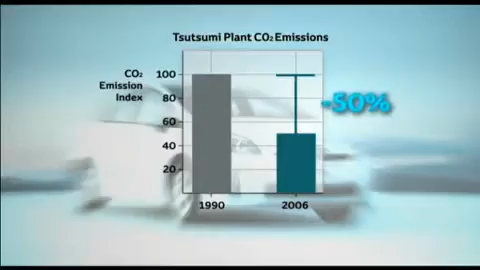 Tsutsumi Plant CO₂ Emissions
CO₂
Emission
Index
100
80
60
40
20
-50%
1990
2006